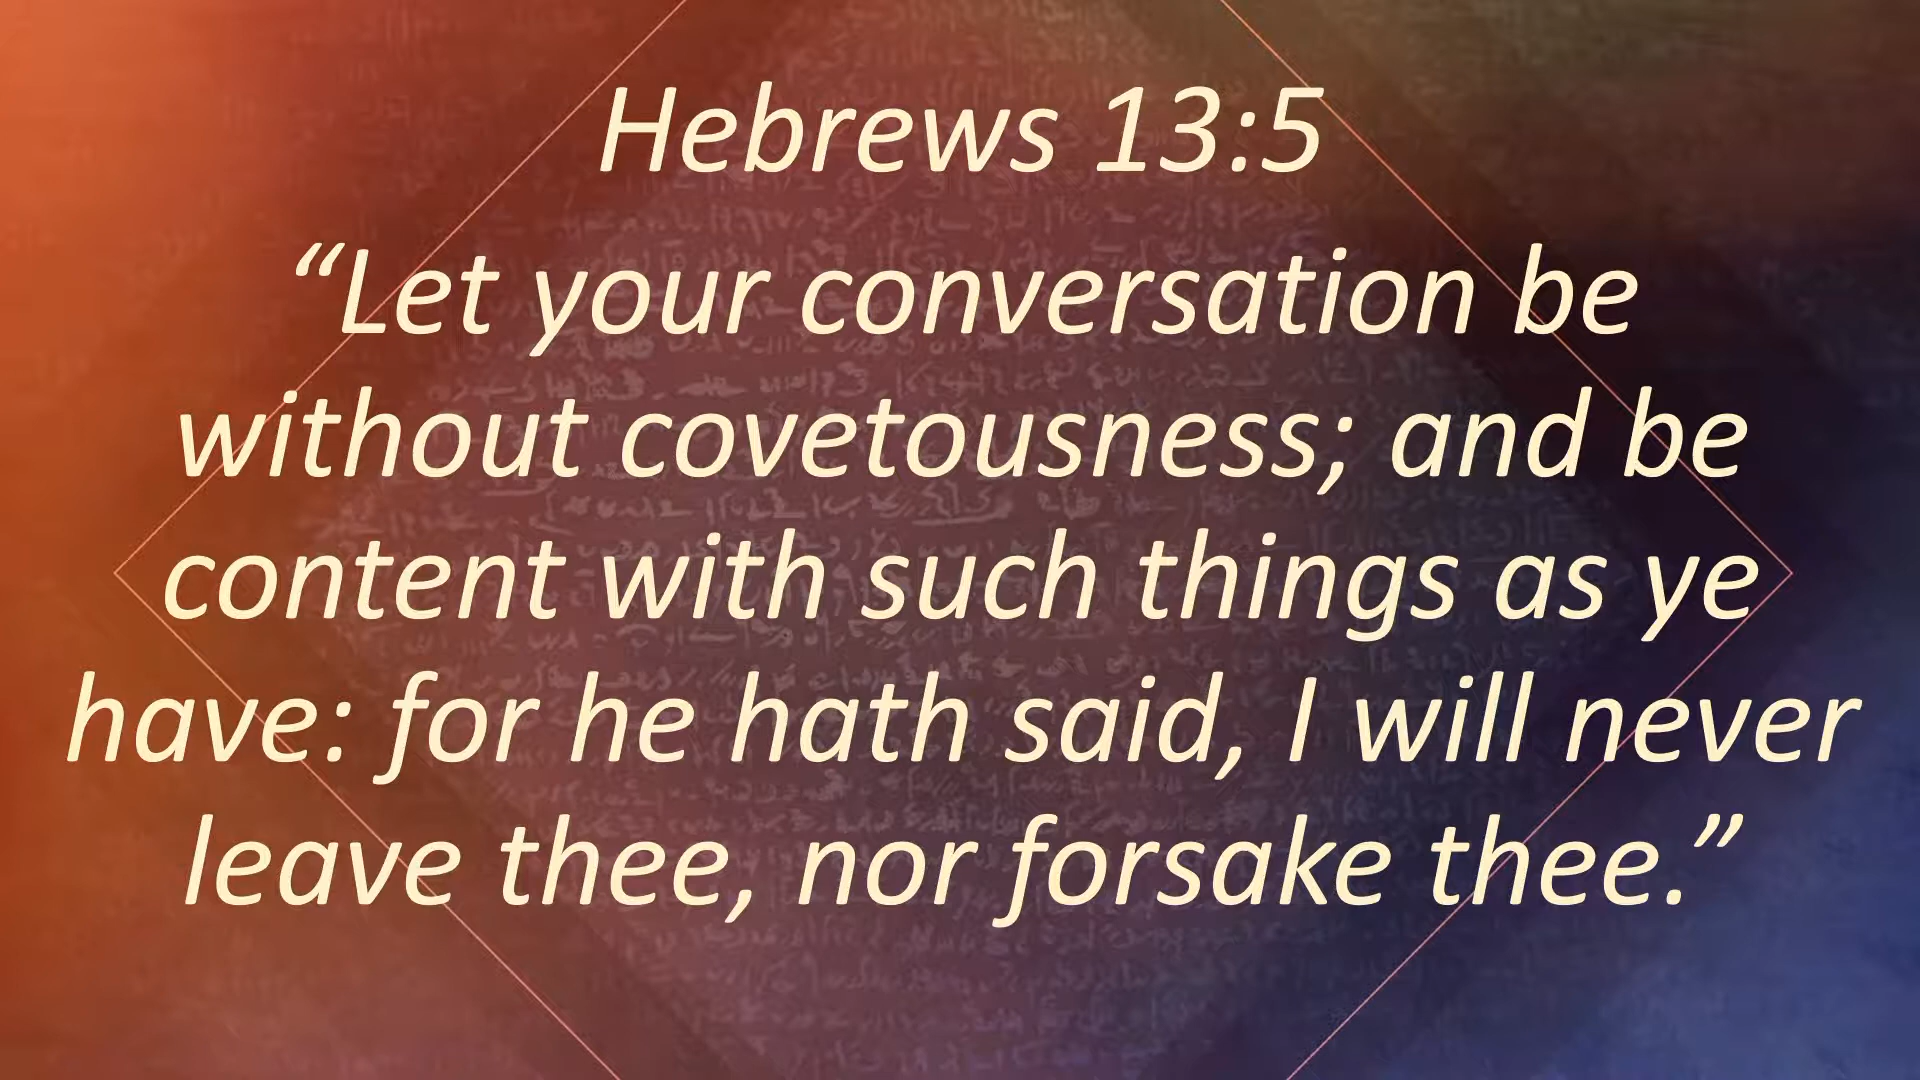 Hebrews 13:5
“Let your conversation be
without covetousness; and be
content with such things as ye
have: for he hath said, I will never
leave thee, nor forsake thee.”